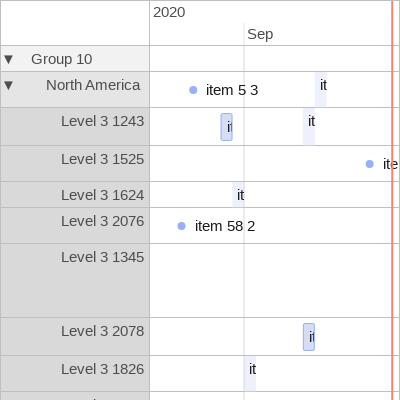 2020
Sep
▼ Group 10
▼ North America
item 5 3
it
Level 3 1243
it
it
Level 3 1525
ite
Level 3 1624
it
Level 3 2076
item 58 2
Level 3 1345
Level 3 2078
it
Level 3 1826
it